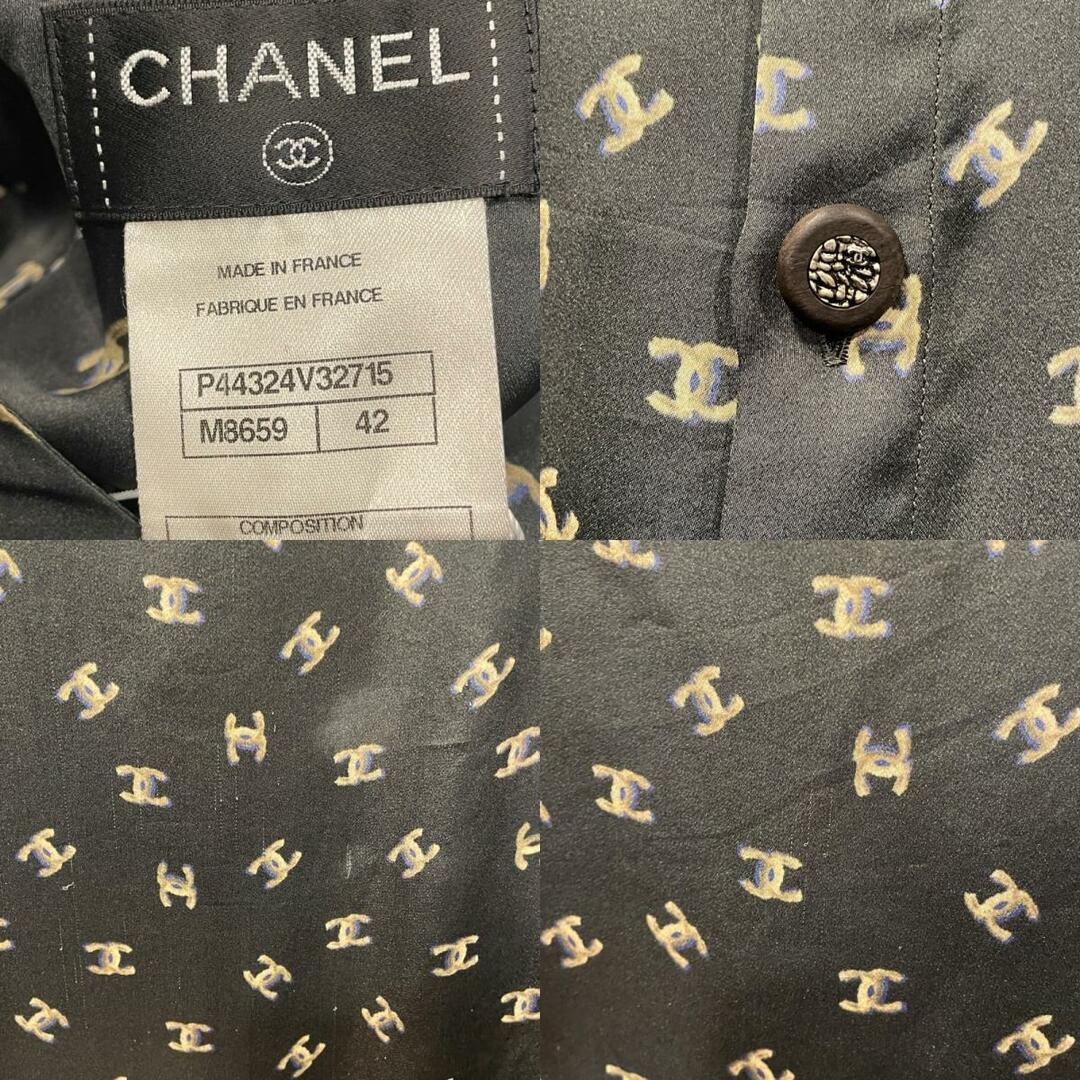 CHANEL
MADE IN FRANCE
FABRIQUE EN FRANCE
P44324V32715
M8659 42
COMPOSITION